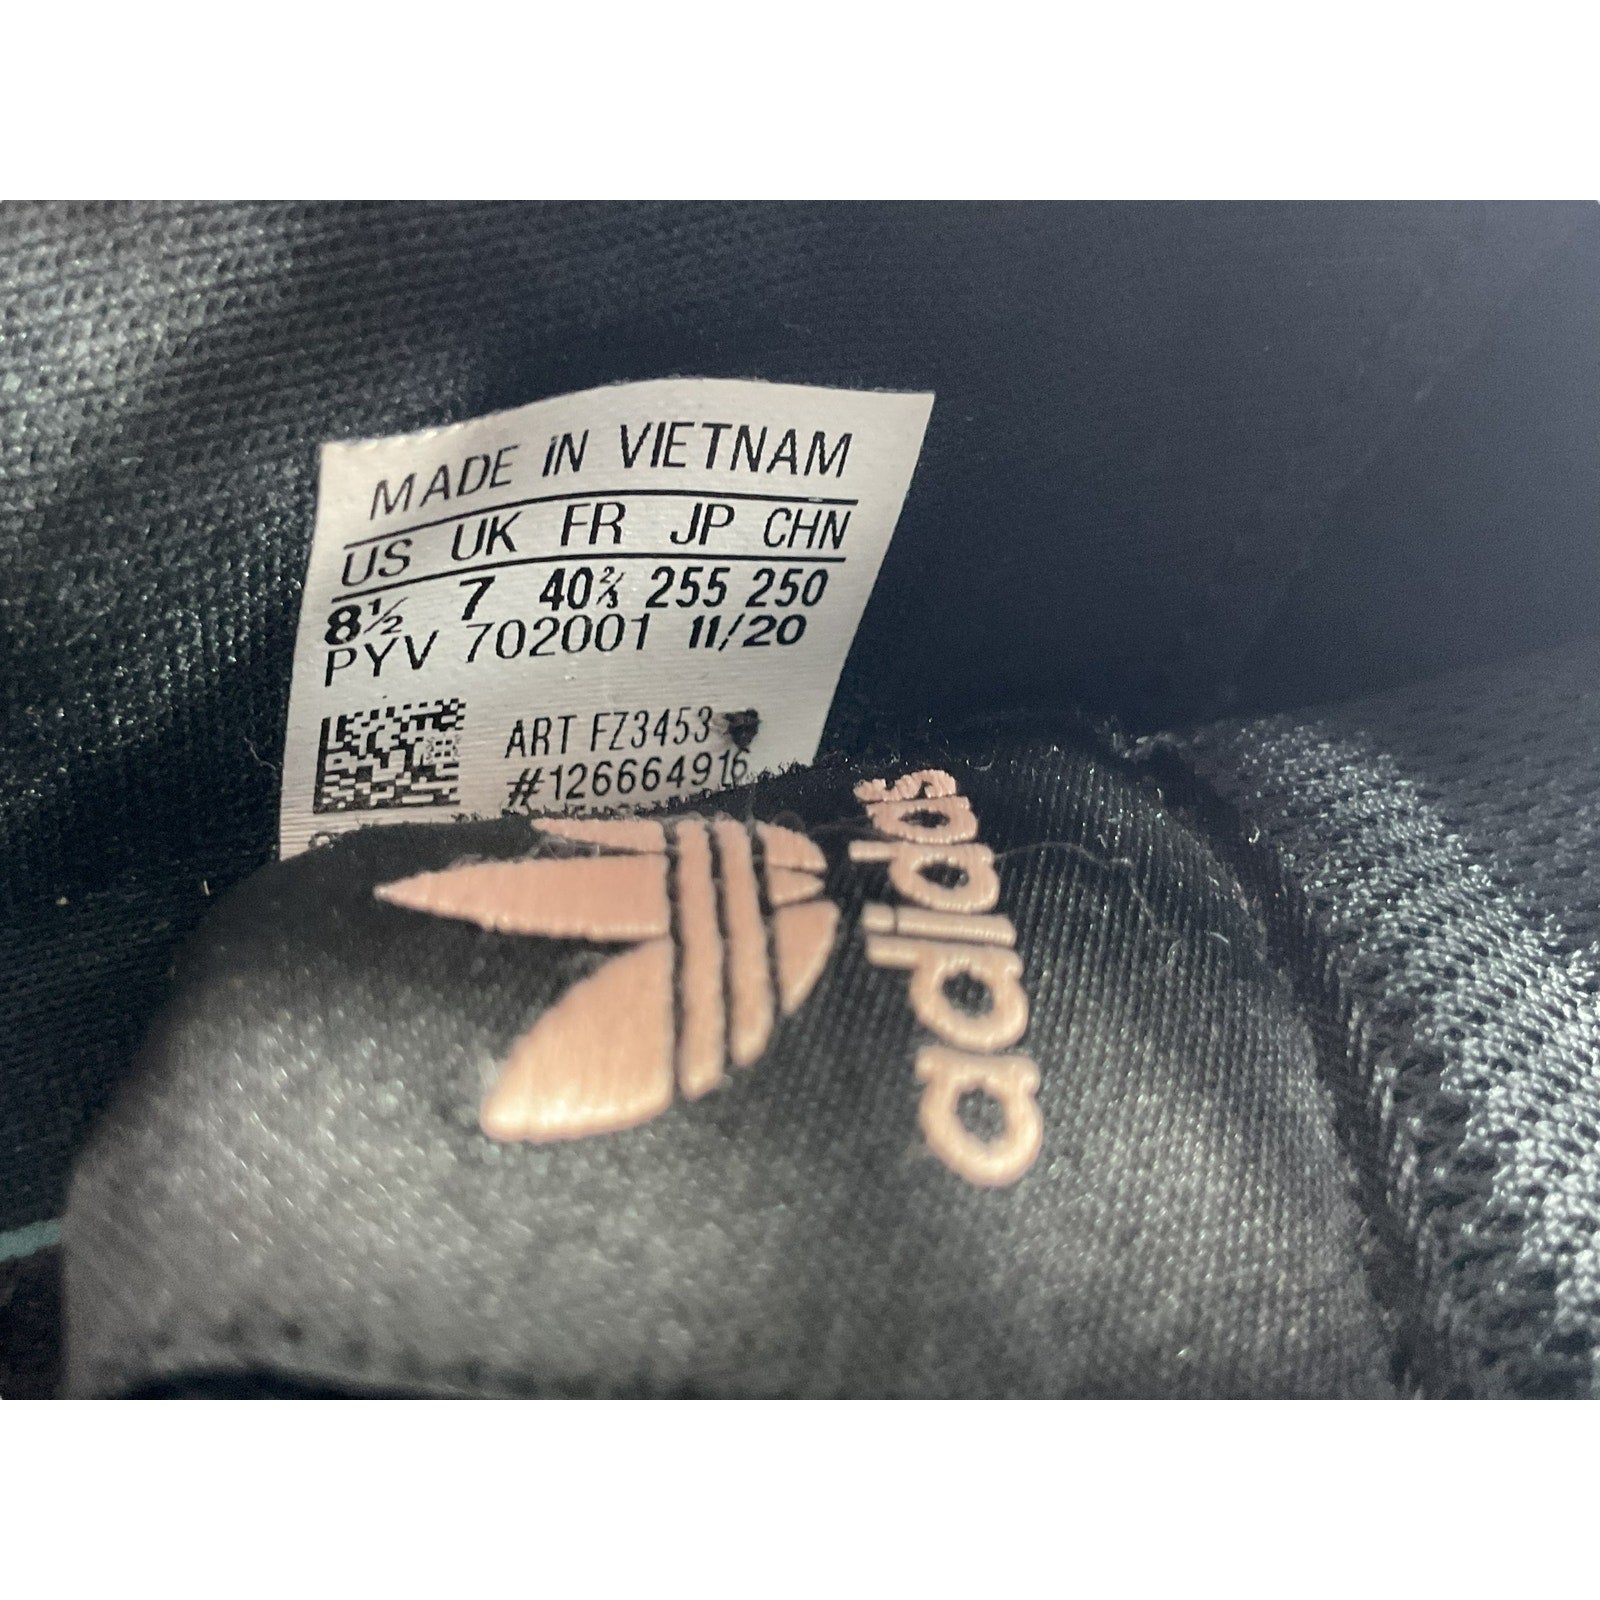 MADE IN VIETNAM
US UK FR JP CHN
8½ 7 40⅔ 255 250
PYV 702001 11/20
ART FZ3453
#126664916
adidas